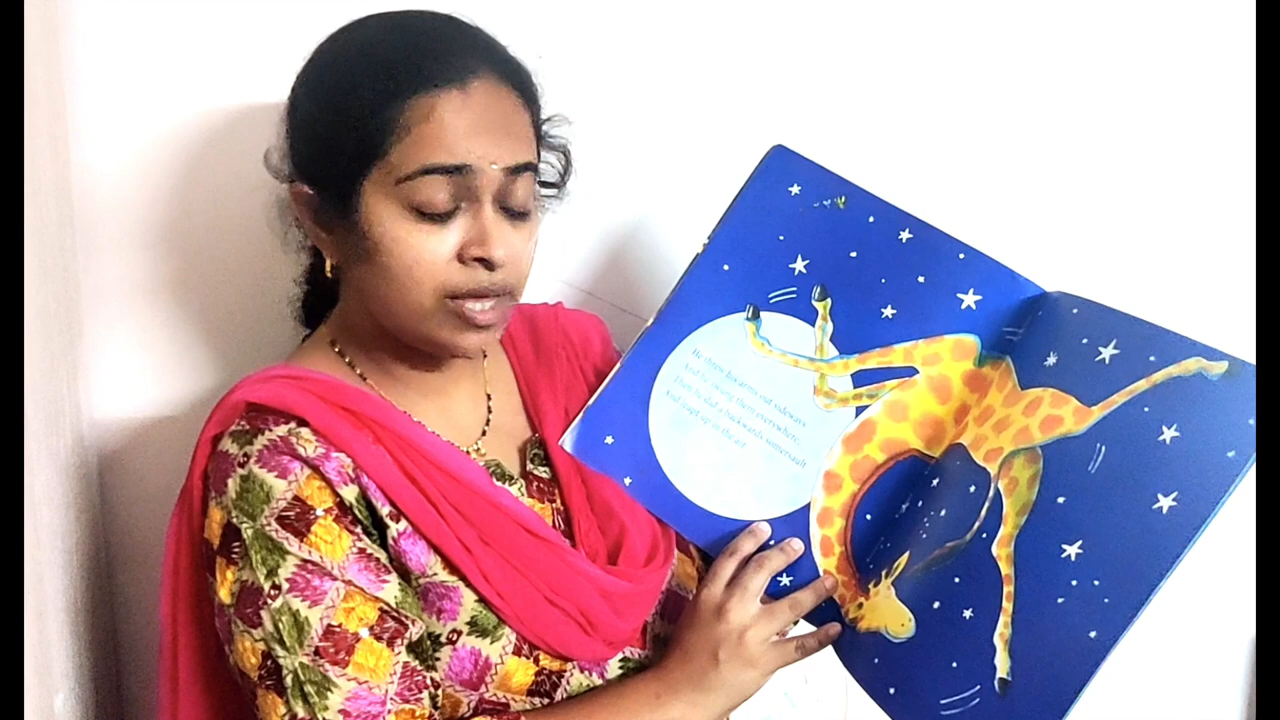 He threw his arms out sideways
And he swung them everywhere.
Then he did a backwards somersault
And leapt up in the air.